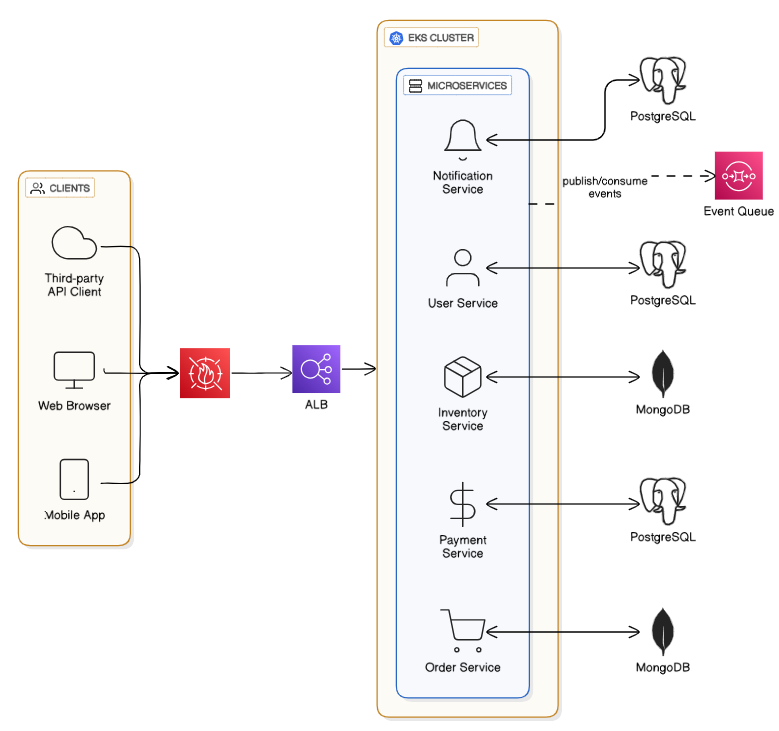 EKS CLUSTER
MICROSERVICES
PostgreSQL
Notification
Service
publish/consume
events
Event Queue
CLIENTS
Third-party
API Client
User Service
PostgreSQL
Web Browser
ALB
Inventory
Service
MongoDB
Mobile App
Payment
Service
PostgreSQL
Order Service
MongoDB